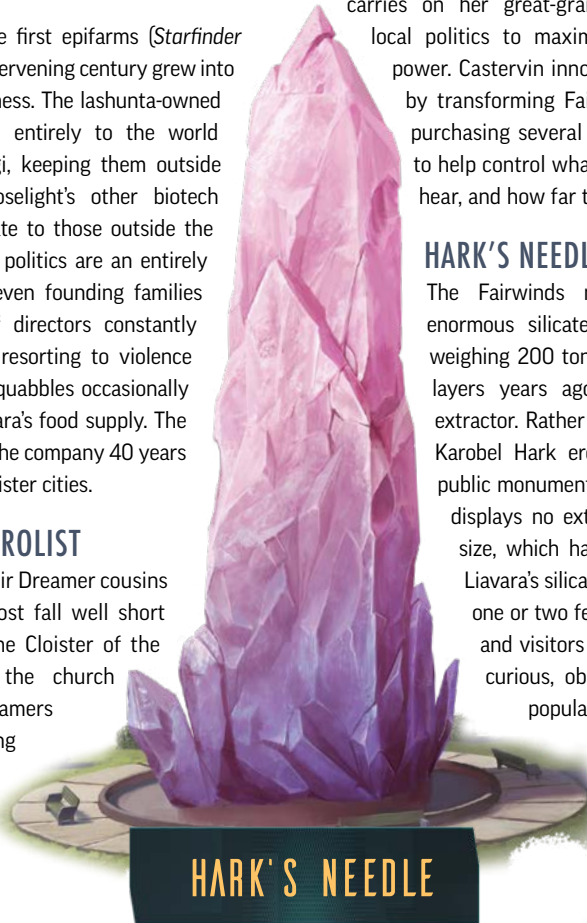 e first epifarms (Starfinder
ervening century grew into
ness. The lashunta-owned
entirely to the world
gi, keeping them outside
oselight's other biotech
te to those outside the
politics are an entirely
even founding families
directors constantly
resorting to violence
quabbles occasionally
ara's food supply. The
he company 40 years
ister cities.
ROLIST
ir Dreamer cousins
ost fall well short
ne Cloister of the
the church
amers
ng
carries on her great-gra
local politics to maxin
power. Castervin inno
by transforming Fai
purchasing several
to help control wha
hear, and how far t
HARK'S NEEDL
The Fairwinds r
enormous silicate
weighing 200 ton
layers years ago
extractor. Rather
Karobel Hark ere
public monument
displays no ext
size, which ha
Liavara's silica
one or two fe
and visitors
curious, ob
popula
HARK'S NEEDLE